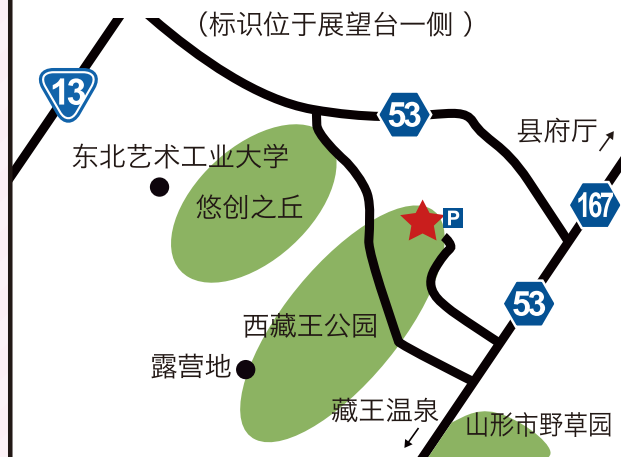 （标识位于展望台一侧 ）
13
53
县府厅
东北艺术工业大学
悠创之丘
167
P
53
西藏王公园
露营地
藏王温泉
山形市野草园